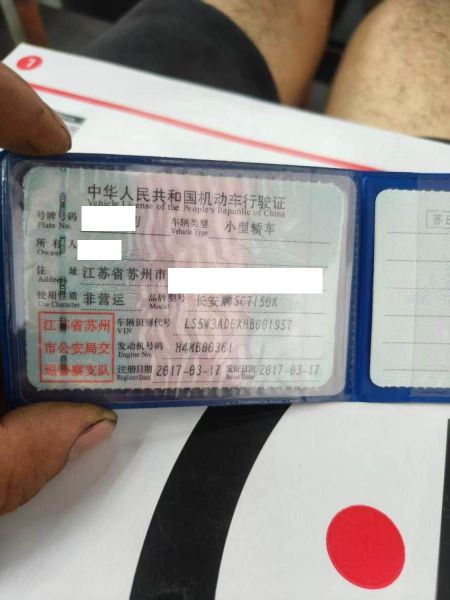 中华人民共和国机动车行驶证
Vehicle License of the People's Republic of China
号牌号码 车辆类型 小型轿车
Plate No. Vehicle Type
所有人
Owner
住址 江苏省苏州市
Address
使用性质 非营运 品牌型号 长安牌SC7150K
Use Character Model
江苏省苏州 车辆识别代号 LS5W3ADEXHB001957
VIN
市公安局交 发动机号码 H4MB00361
Engine No.
通警察支队 注册日期 2017-03-17 发证日期 2017-03-17
Register Date Issue Date